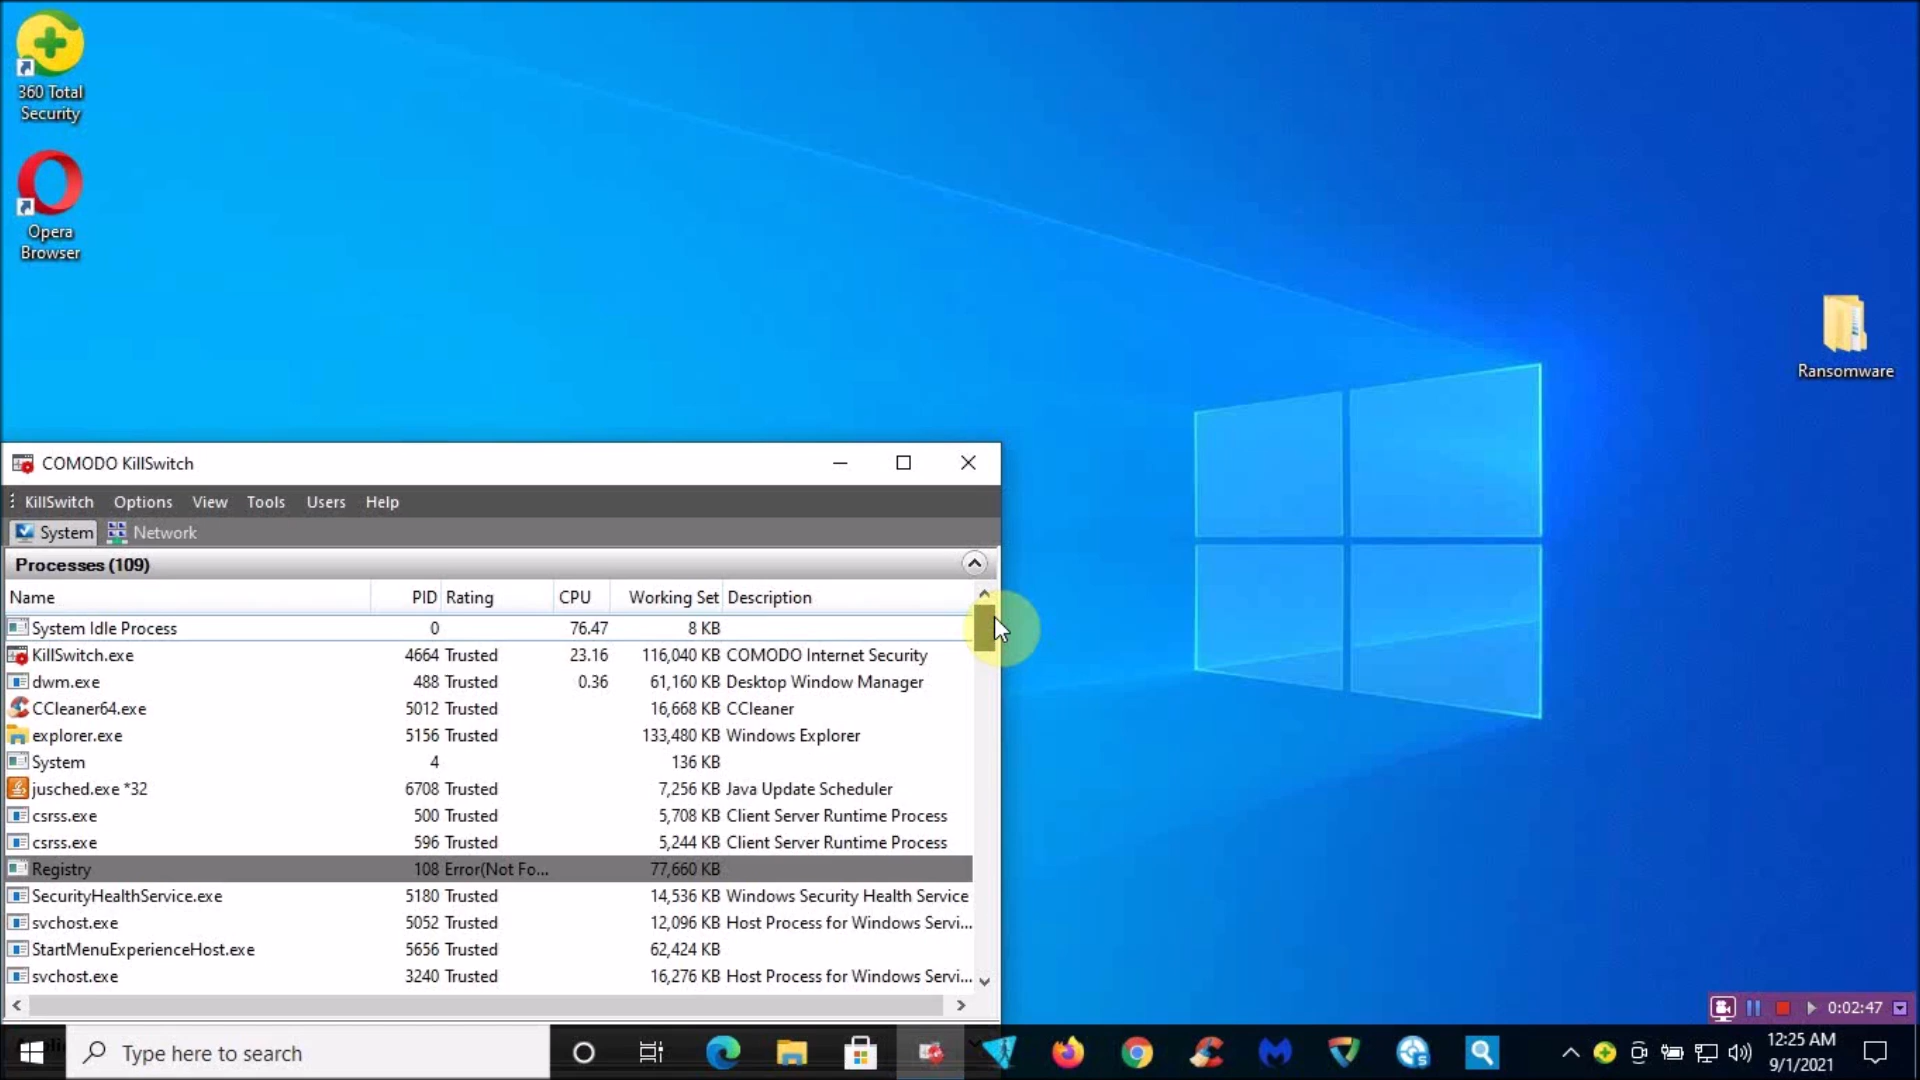 360 Total
Security
Opera
Browser
Ransomware
COMODO KillSwitch
KillSwitch Options View Tools Users Help
System Network
Processes (109)
Name PID Rating CPU Working Set Description
System Idle Process 0 76.47 8 KB
KillSwitch.exe 4664 Trusted 23.16 116,040 KB COMODO Internet Security
dwm.exe 488 Trusted 0.36 61,160 KB Desktop Window Manager
CCleaner64.exe 5012 Trusted 16,668 KB CCleaner
explorer.exe 5156 Trusted 133,480 KB Windows Explorer
System 4 136 KB
jusched.exe *32 6708 Trusted 7,256 KB Java Update Scheduler
csrss.exe 500 Trusted 5,708 KB Client Server Runtime Process
csrss.exe 596 Trusted 5,244 KB Client Server Runtime Process
Registry 108 Error(Not Fo... 77,660 KB
SecurityHealthService.exe 5180 Trusted 14,536 KB Windows Security Health Service
svchost.exe 5052 Trusted 12,096 KB Host Process for Windows Servi...
StartMenuExperienceHost.exe 5656 Trusted 62,424 KB
svchost.exe 3240 Trusted 16,276 KB Host Process for Windows Servi...
0:02:47
Type here to search
12:25 AM
9/1/2021